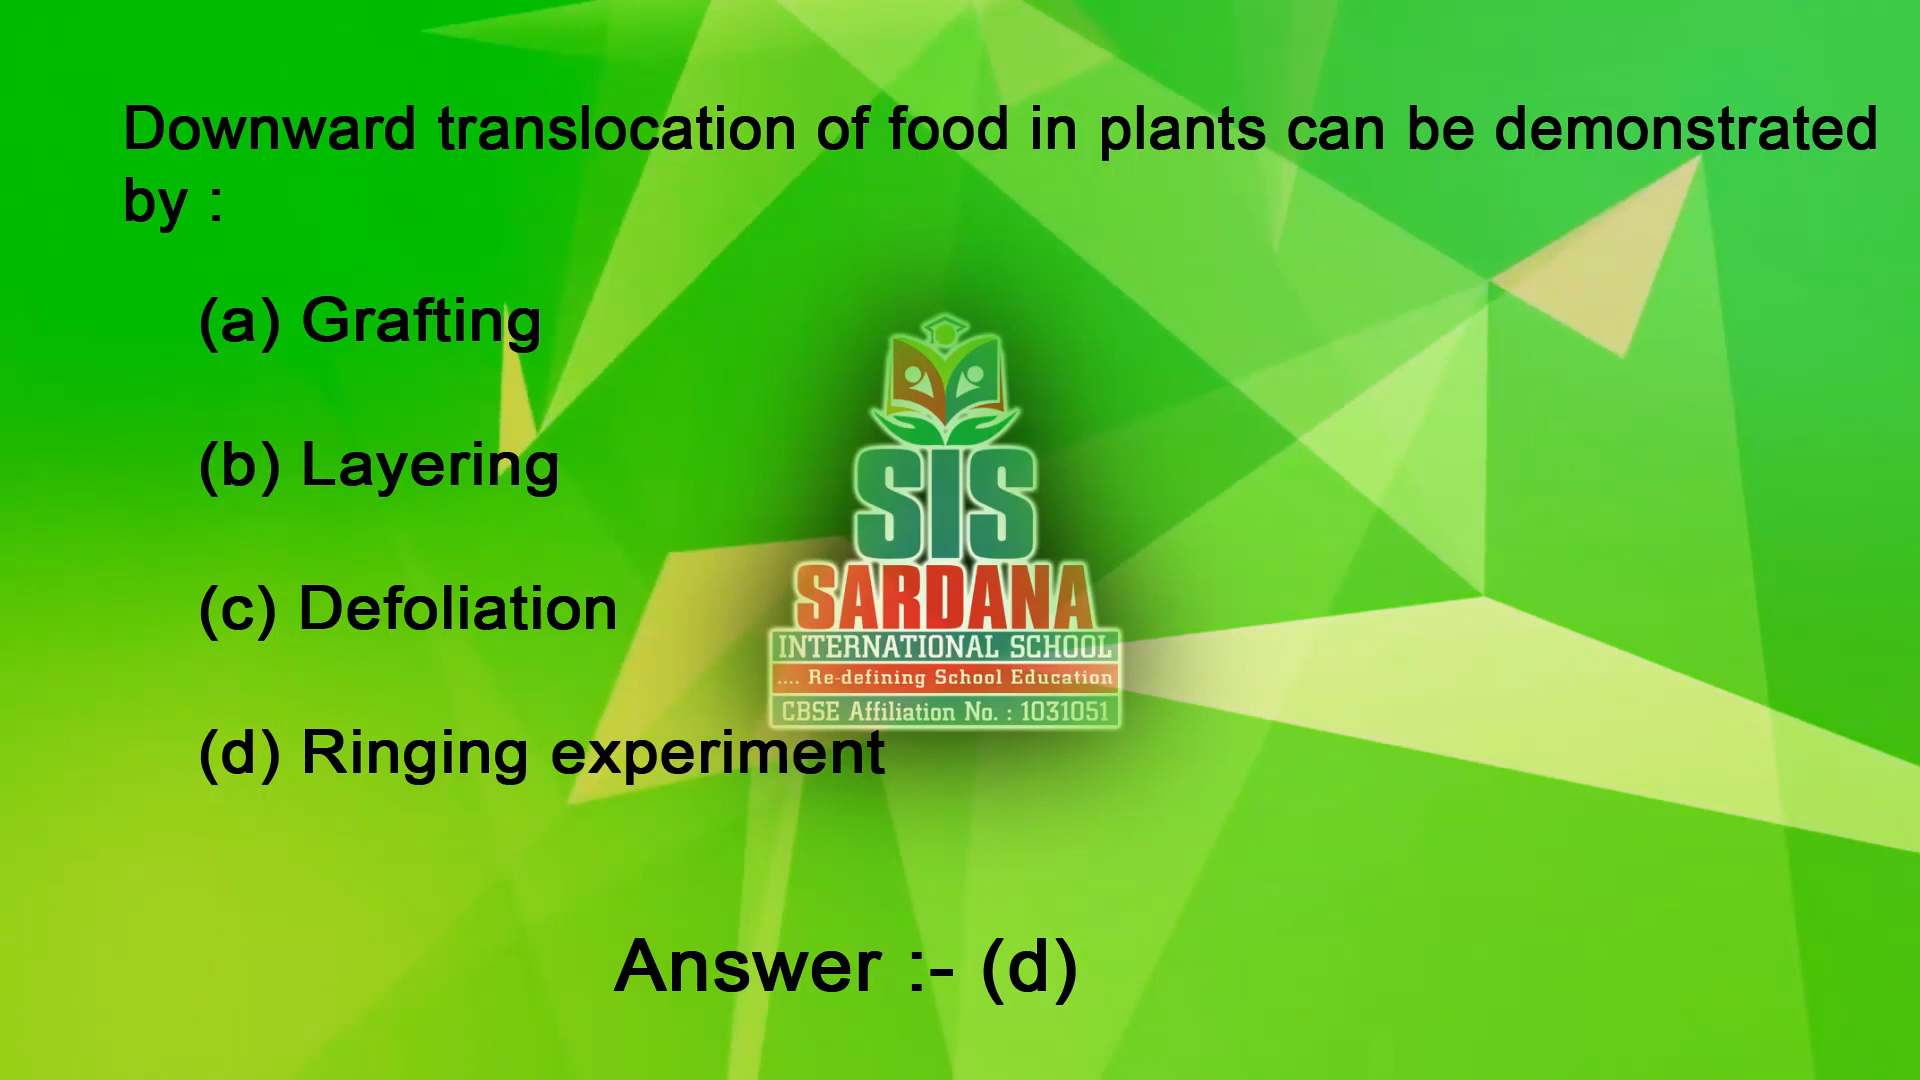 Downward translocation of food in plants can be demonstrated
by :
(a) Grafting
(b) Layering
(c) Defoliation
(d) Ringing experiment
SIS
SARDANA
INTERNATIONAL SCHOOL
.... Re-defining School Education
CBSE Affiliation No. : 1031051
Answer :- (d)